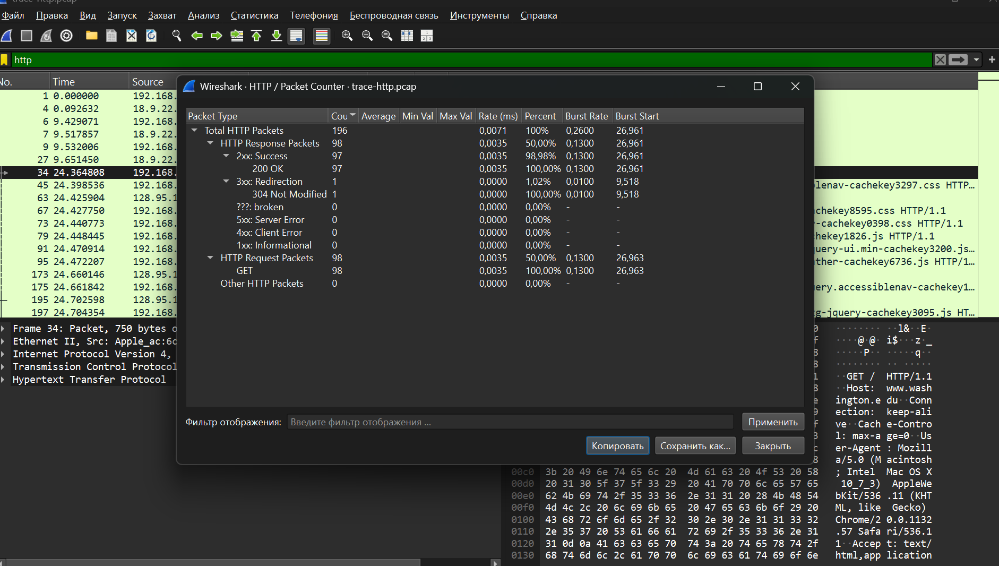 trace-http.pcap
Файл Правка Вид Запуск Захват Анализ Статистика Телефония Беспроводная связь Инструменты Справка
http
No. Time Source
1 0.000000 192.168.
4 0.092632 18.9.22.
6 9.429071 192.168.
7 9.517857 18.9.22.
9 9.532006 192.168.
27 9.651450 18.9.22.
34 24.364808 192.168.
45 24.398536 192.168. lenav-cachekey3297.css HTTP…
63 24.425904 128.95.1
67 24.427750 192.168. chekey8595.css HTTP/1.1
73 24.440773 192.168. -cachekey0398.css HTTP/1.1
79 24.448445 192.168. hekey1826.js HTTP/1.1
91 24.470914 192.168. query-ui.min-cachekey3200.js…
95 24.472207 192.168. ther-cachekey6736.js HTTP/1…
173 24.660146 128.95.1
175 24.661842 192.168. ery.accessiblenav-cachekey1…
195 24.702598 128.95.1
197 24.704354 192.168. g-jquery-cachekey3095.js HT…
Wireshark · HTTP / Packet Counter · trace-http.pcap
Packet Type Cou Average Min Val Max Val Rate (ms) Percent Burst Rate Burst Start
Total HTTP Packets 196 0,0071 100% 0,2600 26,961
HTTP Response Packets 98 0,0035 50,00% 0,1300 26,961
2xx: Success 97 0,0035 98,98% 0,1300 26,961
200 OK 97 0,0035 100,00% 0,1300 26,961
3xx: Redirection 1 0,0000 1,02% 0,0100 9,518
304 Not Modified 1 0,0000 100,00% 0,0100 9,518
???: broken 0 0,0000 0,00% - -
5xx: Server Error 0 0,0000 0,00% - -
4xx: Client Error 0 0,0000 0,00% - -
1xx: Informational 0 0,0000 0,00% - -
HTTP Request Packets 98 0,0035 50,00% 0,1300 26,963
GET 98 0,0035 100,00% 0,1300 26,963
Other HTTP Packets 0 0,0000 0,00% - -
Фильтр отображения: Введите фильтр отображения ... Применить
Копировать Сохранить как... Закрыть
Frame 34: Packet, 750 bytes o
Ethernet II, Src: Apple_ac:6c
Internet Protocol Version 4,
Transmission Control Protocol
Hypertext Transfer Protocol
0 ········ ··l&··E·
f ····@·@· i$···z·_
8 ·····P·· ·····q··
8 ········ ·· ·····
1 ··GET / HTTP/1.1
8 ··Host: www.wash
e ington.e du··Conn
9 ection: keep-ali
f ve··Cach e-Contro
3 l: max-a ge=0··Us
c er-Agent : Mozill
8 a/5.0 (M acintosh
00c0 3b 20 49 6e 74 65 6c 20 4d 61 63 20 4f 53 20 58 ; Intel Mac OS X
00d0 20 31 30 5f 37 5f 33 29 20 41 70 70 6c 65 57 65 10_7_3) AppleWe
00e0 62 4b 69 74 2f 35 33 36 2e 31 31 20 28 4b 48 54 bKit/536 .11 (KHT
00f0 4d 4c 2c 20 6c 69 6b 65 20 47 65 63 6b 6f 29 20 ML, like Gecko)
0100 43 68 72 6f 6d 65 2f 32 30 2e 30 2e 31 31 33 32 Chrome/2 0.0.1132
0110 2e 35 37 20 53 61 66 61 72 69 2f 35 33 36 2e 31 .57 Safa ri/536.1
0120 31 0d 0a 41 63 63 65 70 74 3a 20 74 65 78 74 2f 1··Accep t: text/
0130 68 74 6d 6c 2c 61 70 70 6c 69 63 61 74 69 6f 6e html,app lication